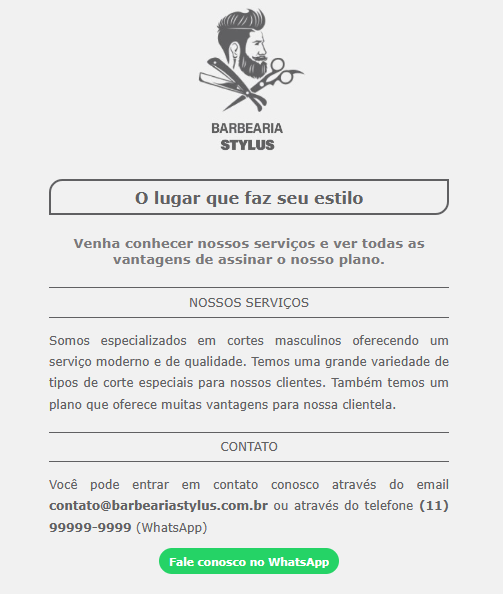 BARBEARIA
STYLUS
O lugar que faz seu estilo
Venha conhecer nossos serviços e ver todas as
vantagens de assinar o nosso plano.
NOSSOS SERVIÇOS
Somos especializados em cortes masculinos oferecendo um
serviço moderno e de qualidade. Temos uma grande variedade de
tipos de corte especiais para nossos clientes. Também temos um
plano que oferece muitas vantagens para nossa clientela.
CONTATO
Você pode entrar em contato conosco através do email
contato@barbeariastylus.com.br ou através do telefone (11)
99999-9999 (WhatsApp)
Fale conosco no WhatsApp